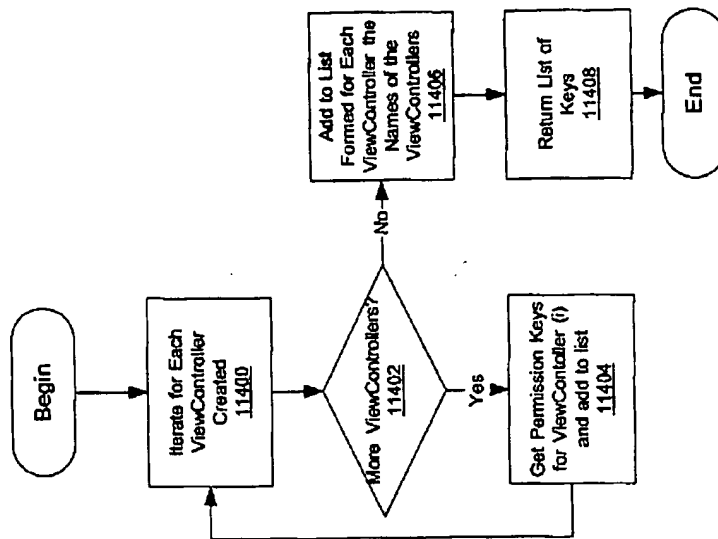 Begin
Iterate for Each
ViewController
Created
11400
More ViewControllers?
11402
Yes
Get Permission Keys
for ViewContoller (i)
and add to list
11404
No
Add to List
Formed for Each
ViewController the
Names of the
ViewControllers
11406
Return List of
Keys
11408
End